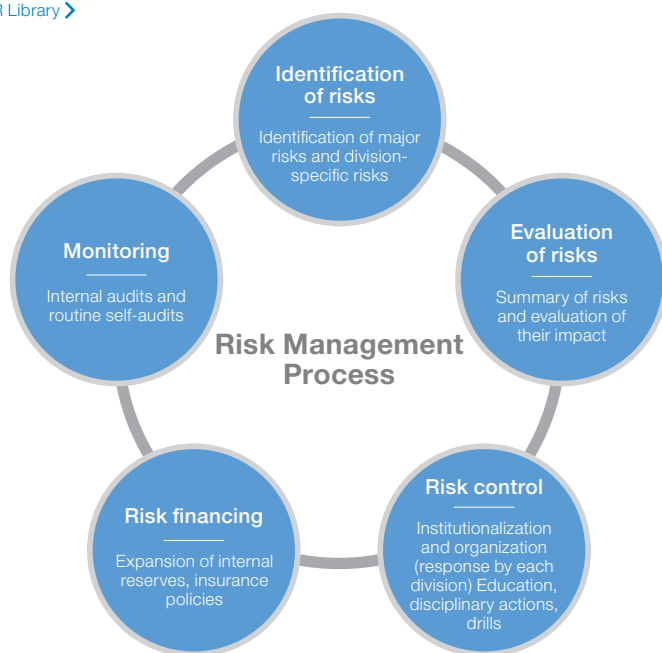 R Library
Identification
of risks
Identification of major
risks and division-
specific risks
Evaluation
of risks
Summary of risks
and evaluation of
their impact
Risk control
Institutionalization
and organization
(response by each
division) Education,
disciplinary actions,
drills
Risk financing
Expansion of internal
reserves, insurance
policies
Monitoring
Internal audits and
routine self-audits
Risk Management
Process